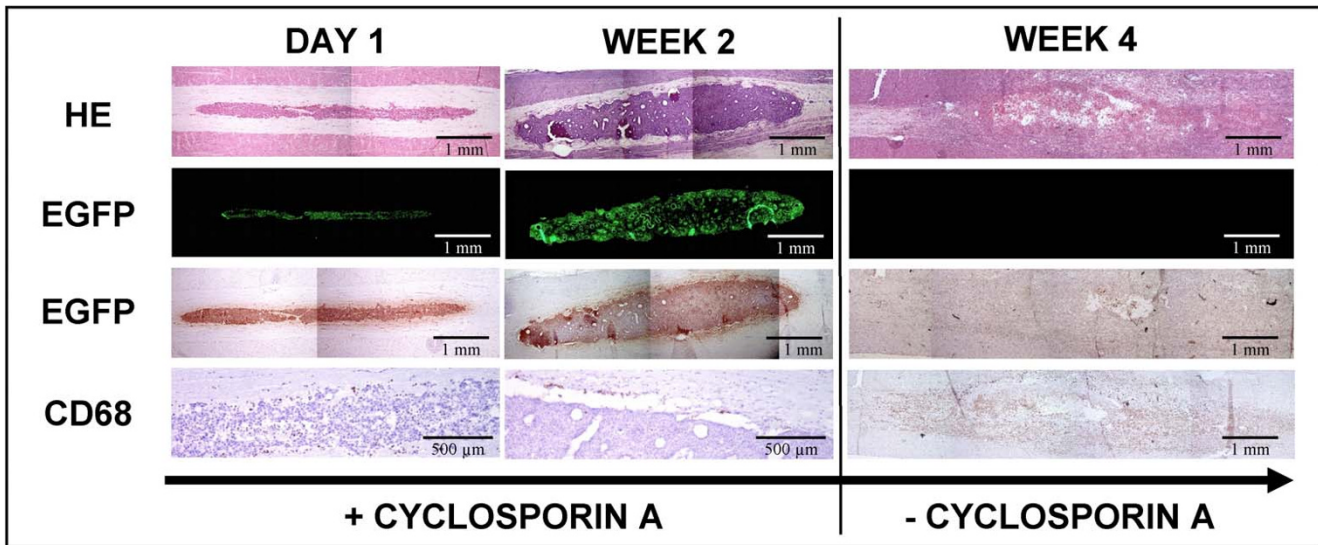 DAY 1 WEEK 2 WEEK 4
HE 1 mm 1 mm 1 mm
EGFP 1 mm 1 mm 1 mm
EGFP 1 mm 1 mm 1 mm
CD68 500 µm 500 µm 1 mm
+ CYCLOSPORIN A - CYCLOSPORIN A